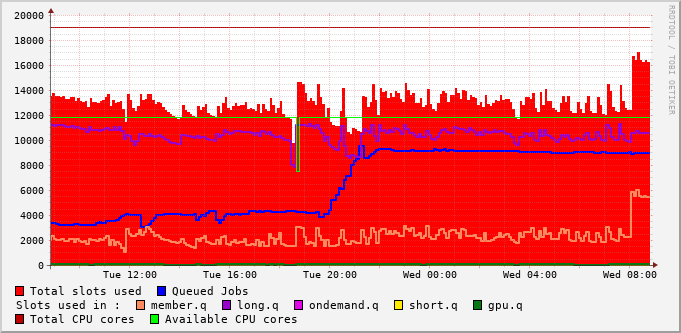 20000
18000
16000
14000
12000
10000
8000
6000
4000
2000
0
Tue 12:00 Tue 16:00 Tue 20:00 Wed 00:00 Wed 04:00 Wed 08:00
RRDTOOL / TOBI OETIKER
Total slots used Queued Jobs
Slots used in : member.q long.q ondemand.q short.q gpu.q
Total CPU cores Available CPU cores